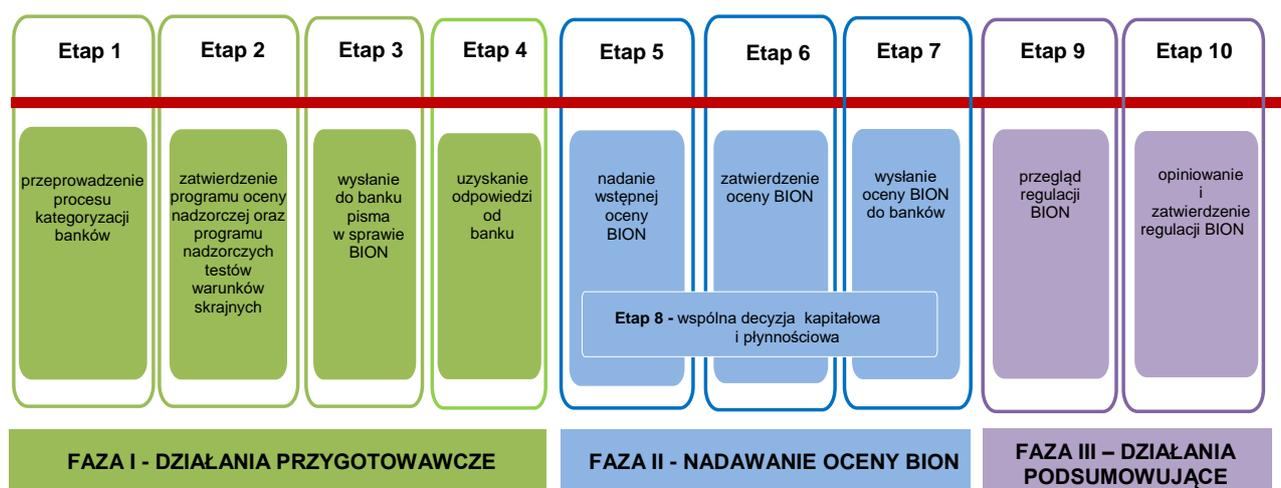 Etap 1
Etap 2
Etap 3
Etap 4
Etap 5
Etap 6
Etap 7
Etap 9
Etap 10
przeprowadzenie
procesu
kategoryzacji
banków
zatwierdzenie
programu oceny
nadzorczej oraz
programu
nadzorczych
testów
warunków
skrajnych
wysłanie
do banku
pisma
w sprawie
BION
uzyskanie
odpowiedzi
od
banku
nadanie
wstępnej
oceny
BION
zatwierdzenie
oceny BION
wysłanie
oceny BION
do banków
przegląd
regulacji
BION
opiniowanie
i
zatwierdzenie
regulacji BION
Etap 8 - wspólna decyzja kapitałowa
i płynnościowa
FAZA I - DZIAŁANIA PRZYGOTOWAWCZE
FAZA II - NADAWANIE OCENY BION
FAZA III – DZIAŁANIA
PODSUMOWUJĄCE